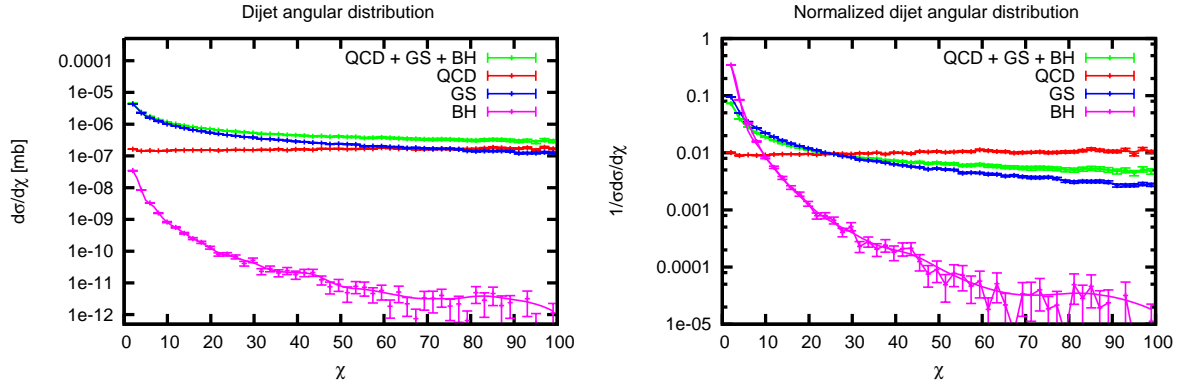 Dijet angular distribution
0.0001
1e-05
1e-06
1e-07
1e-08
1e-09
1e-10
1e-11
1e-12
dσ/dχ [mb]
QCD + GS + BH
QCD
GS
BH
0 10 20 30 40 50 60 70 80 90 100
χ
Normalized dijet angular distribution
1
0.1
0.01
0.001
0.0001
1e-05
1/σdσ/dχ
QCD + GS + BH
QCD
GS
BH
0 10 20 30 40 50 60 70 80 90 100
χ